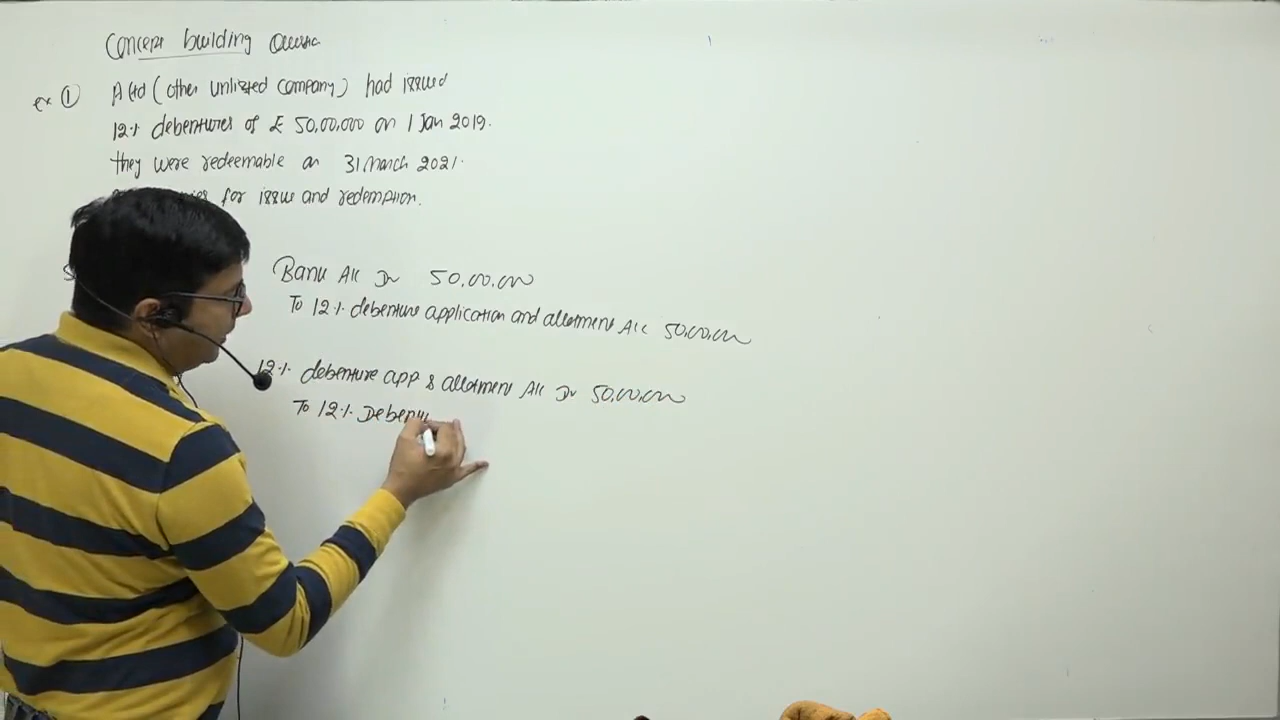 Concept building Question
ex ① A Ltd (other unlisted company) had issued
12% debentures of ₹ 50,00,000 on 1 Jan 2019.
they were redeemable on 31 March 2021.
for issue and redemption.
Bank A/c Dr 50,00,000
To 12% debenture application and allotment A/c 50,00,000
12% debenture app & allotment A/c Dr 50,00,000
To 12% Debentu